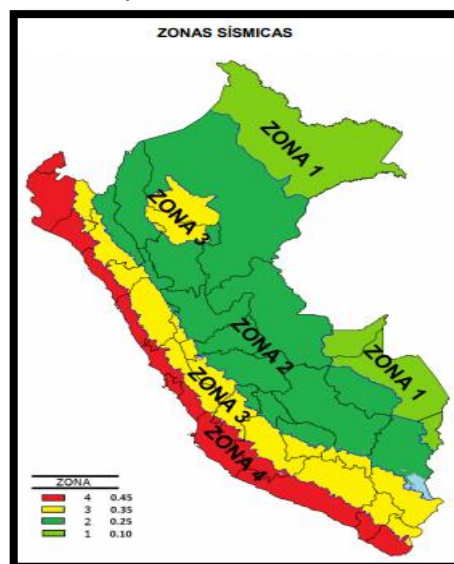 ZONAS SÍSMICAS
ZONA 1
ZONA 3
ZONA 2
ZONA 1
ZONA 3
ZONA 4
ZONA
4 0.45
3 0.35
2 0.25
1 0.10